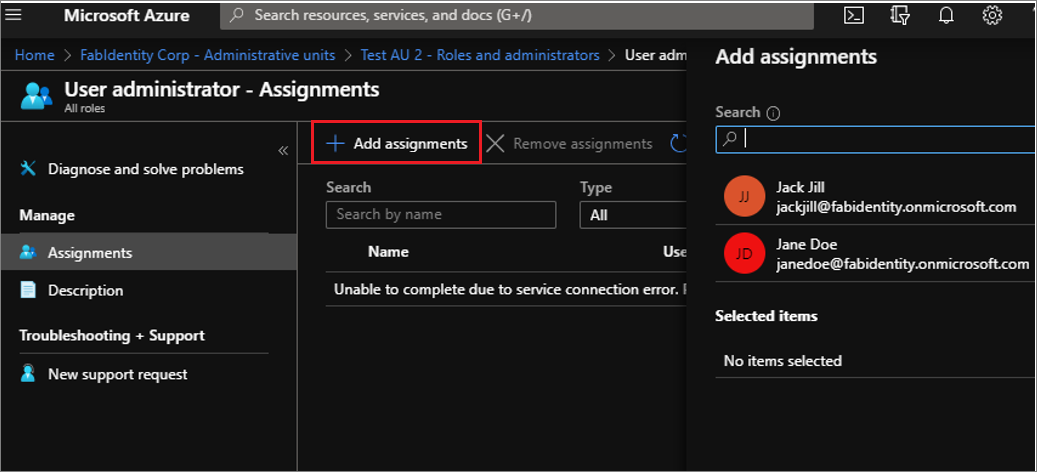 Microsoft Azure
Search resources, services, and docs (G+/)
Home > FabIdentity Corp - Administrative units > Test AU 2 - Roles and administrators > User adm
User administrator - Assignments
All roles
Diagnose and solve problems
Manage
Assignments
Description
Troubleshooting + Support
New support request
Add assignments
Remove assignments
Search
Type
Search by name
All
Name
Use
Unable to complete due to service connection error.
Add assignments
Search
JJ
Jack Jill
jackjill@fabidentity.onmicrosoft.com
JD
Jane Doe
janedoe@fabidentity.onmicrosoft.com
Selected items
No items selected